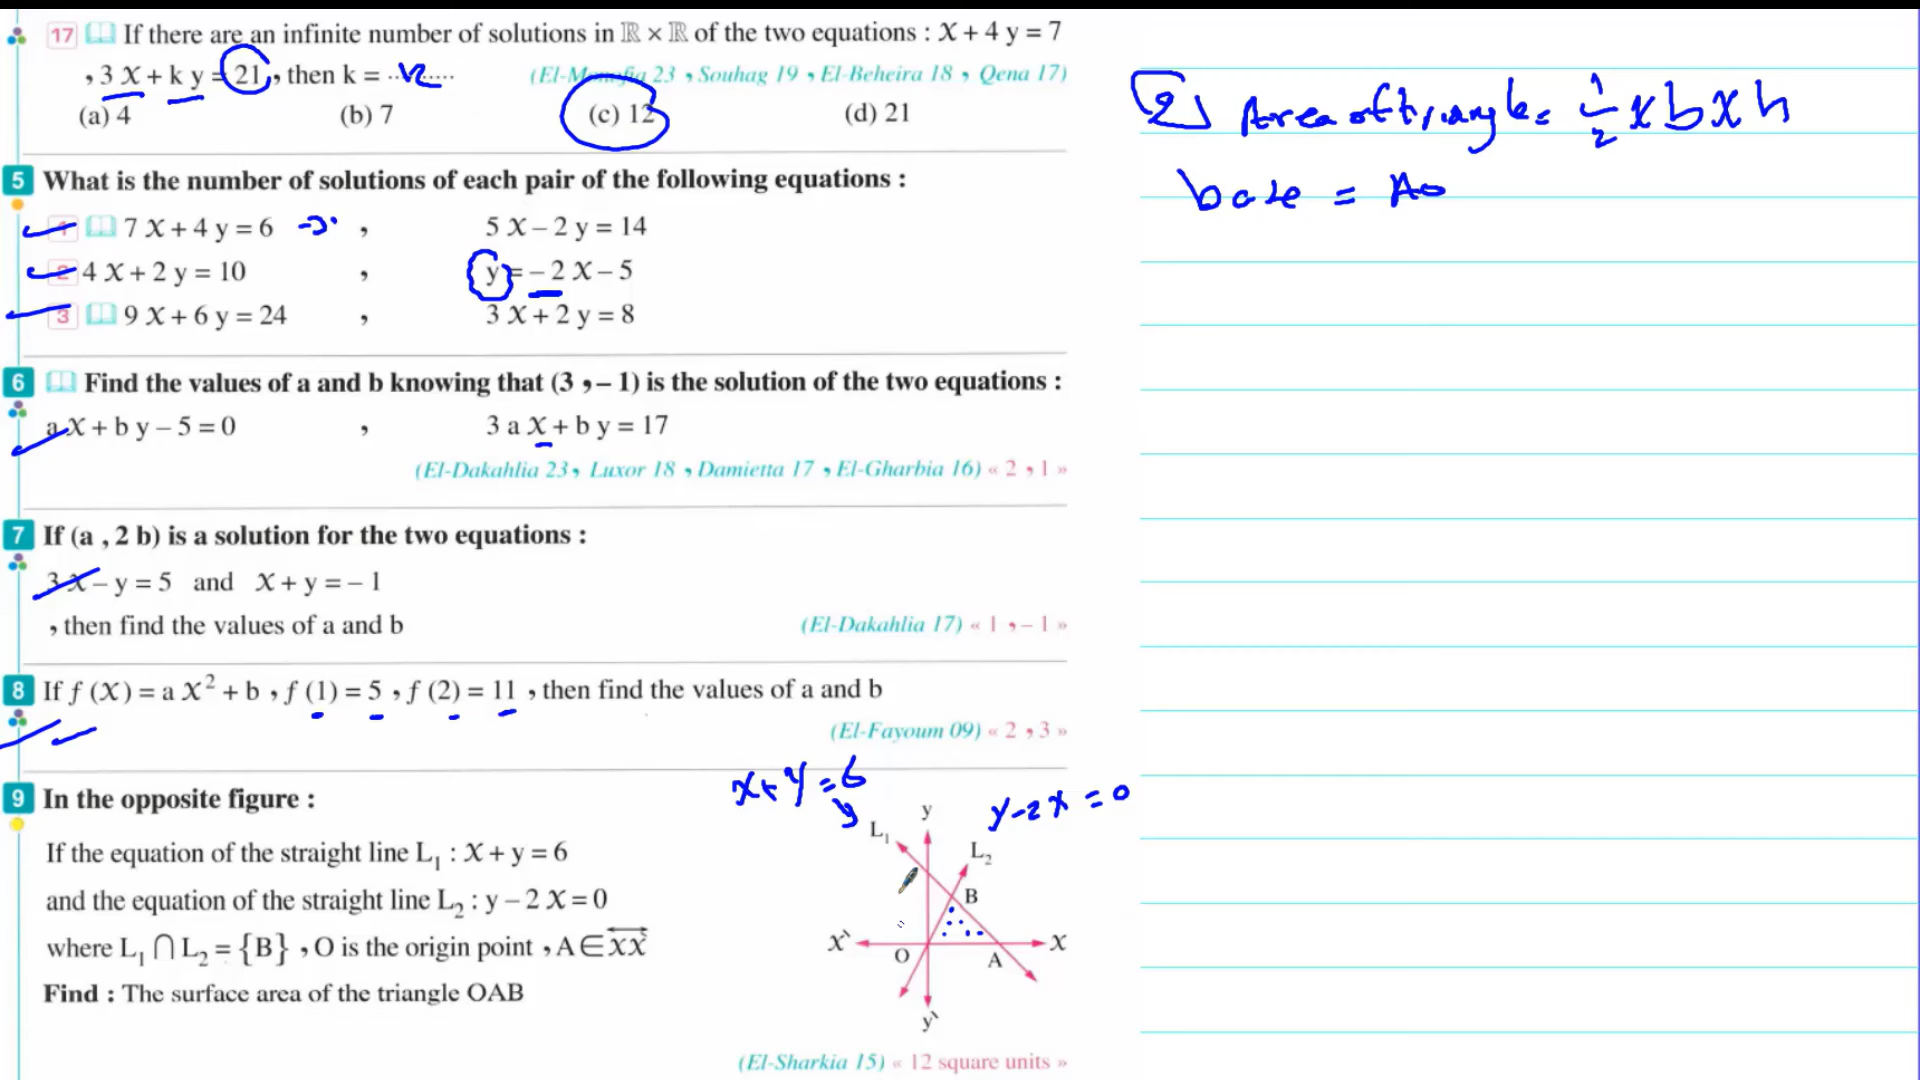 17 If there are an infinite number of solutions in ℝ × ℝ of the two equations : X + 4 y = 7
, 3 X + k y = 21 , then k = ............ 12
(El-Monofia 23 , Souhag 19 , El-Beheira 18 , Qena 17)
(a) 4 (b) 7 (c) 12 (d) 21
5 What is the number of solutions of each pair of the following equations :
1 7 X + 4 y = 6 , 5 X – 2 y = 14
2 4 X + 2 y = 10 , y = – 2 X – 5
3 9 X + 6 y = 24 , 3 X + 2 y = 8
6 Find the values of a and b knowing that (3 , – 1) is the solution of the two equations :
a X + b y – 5 = 0 , 3 a X + b y = 17
(El-Dakahlia 23 , Luxor 18 , Damietta 17 , El-Gharbia 16) « 2 , 1 »
7 If (a , 2 b) is a solution for the two equations :
3 X – y = 5 and X + y = – 1
, then find the values of a and b
(El-Dakahlia 17) « 1 , – 1 »
8 If f (X) = a X² + b , f (1) = 5 , f (2) = 11 , then find the values of a and b
(El-Fayoum 09) « 2 , 3 »
9 In the opposite figure :
If the equation of the straight line L₁ : X + y = 6
and the equation of the straight line L₂ : y – 2 X = 0
where L₁ ∩ L₂ = {B} , O is the origin point , A ∈ XX̀
Find : The surface area of the triangle OAB
(El-Sharkia 15) « 12 square units »
x + y = 6
y - 2x = 0
y
L₁
L₂
B
X̀
X
O
A
ỳ
9 Area of triangle = 1/2 x b x h
base = Ao